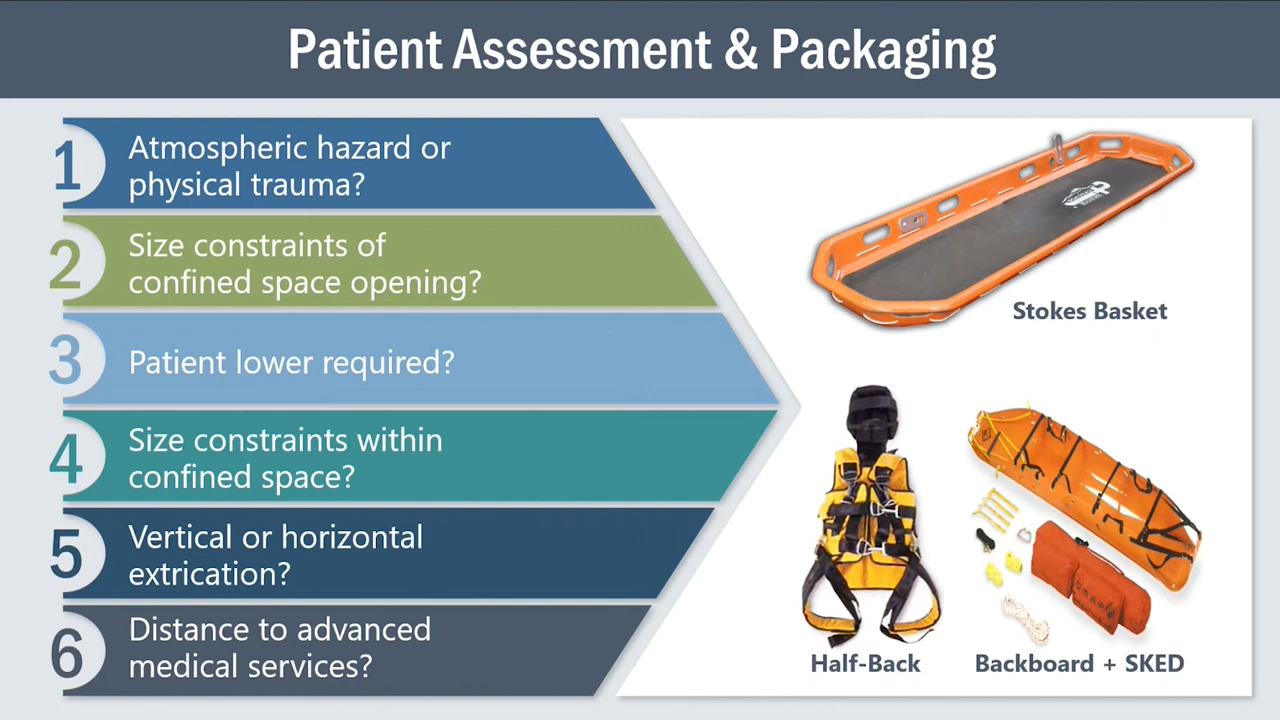 Patient Assessment & Packaging
1
Atmospheric hazard or
physical trauma?
2
Size constraints of
confined space opening?
3
Patient lower required?
4
Size constraints within
confined space?
5
Vertical or horizontal
extrication?
6
Distance to advanced
medical services?
Stokes Basket
Half-Back
Backboard + SKED